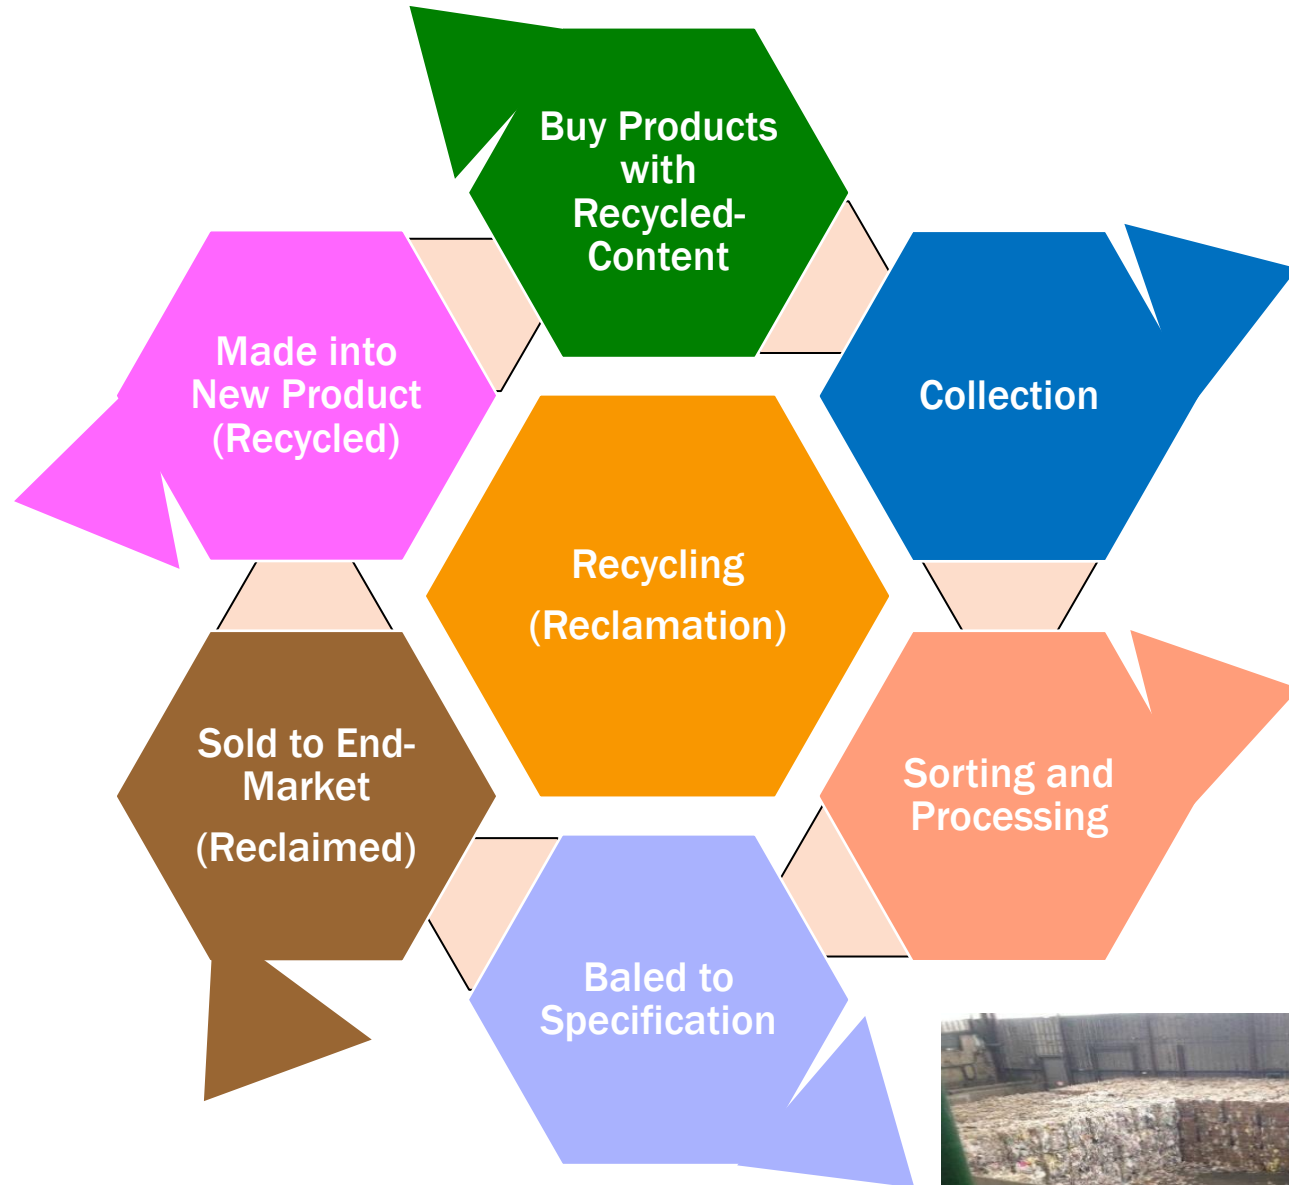 Buy Products
with
Recycled-
Content
Collection
Sorting and
Processing
Baled to
Specification
Sold to End-
Market
(Reclaimed)
Made into
New Product
(Recycled)
Recycling
(Reclamation)